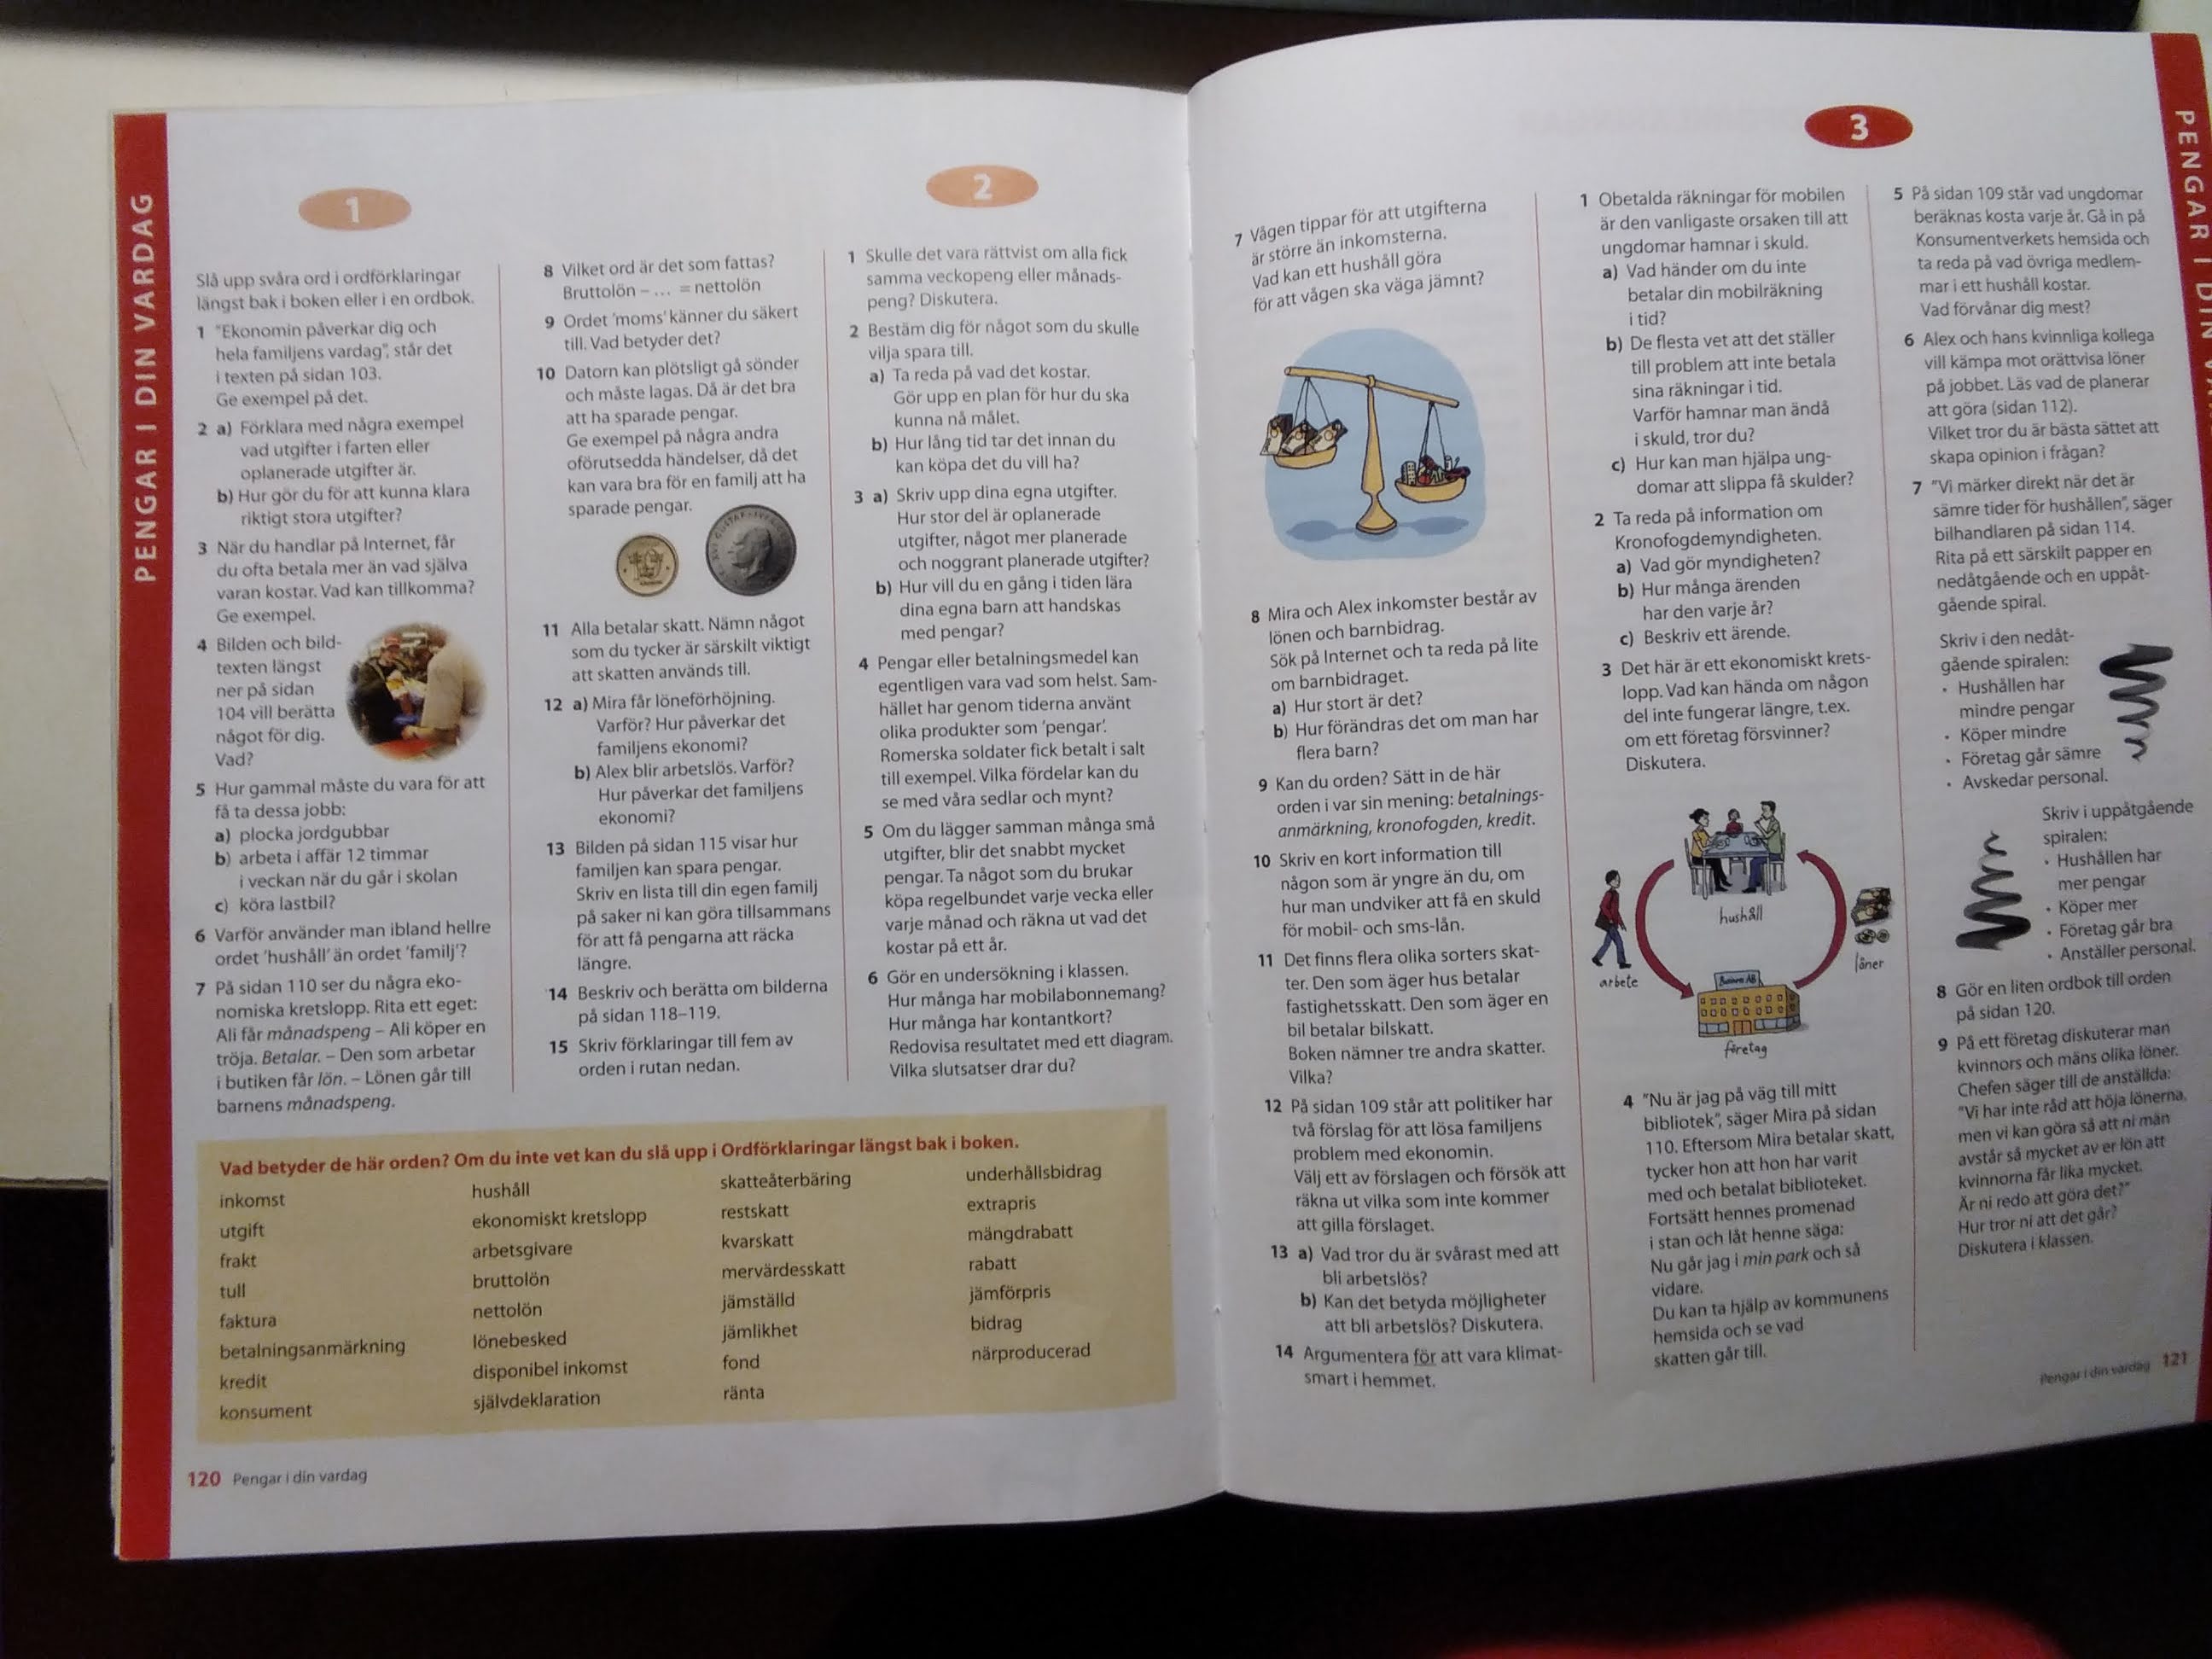 PENGAR I DIN VARDAG
1
Slå upp svåra ord i ordförklaringar
längst bak i boken eller i en ordbok.
1 "Ekonomin påverkar dig och
hela familjens vardag", står det
i texten på sidan 103.
Ge exempel på det.
2 a) Förklara med några exempel
vad utgifter i farten eller
oplanerade utgifter är.
b) Hur gör du för att kunna klara
riktigt stora utgifter?
3 När du handlar på Internet, får
du ofta betala mer än vad själva
varan kostar. Vad kan tillkomma?
Ge exempel.
4 Bilden och bild-
texten längst
ner på sidan
104 vill berätta
något för dig.
Vad?
5 Hur gammal måste du vara för att
få ta dessa jobb:
a) plocka jordgubbar
b) arbeta i affär 12 timmar
i veckan när du går i skolan
c) köra lastbil?
6 Varför använder man ibland hellre
ordet 'hushåll' än ordet 'familj'?
7 På sidan 110 ser du några eko-
nomiska kretslopp. Rita ett eget:
Ali får månadspeng – Ali köper en
tröja. Betalar. – Den som arbetar
i butiken får lön. – Lönen går till
barnens månadspeng.
8 Vilket ord är det som fattas?
Bruttolön – ... = nettolön
9 Ordet 'moms' känner du säkert
till. Vad betyder det?
10 Datorn kan plötsligt gå sönder
och måste lagas. Då är det bra
att ha sparade pengar.
Ge exempel på några andra
oförutsedda händelser, då det
kan vara bra för en familj att ha
sparade pengar.
11 Alla betalar skatt. Nämn något
som du tycker är särskilt viktigt
att skatten används till.
12 a) Mira får löneförhöjning.
Varför? Hur påverkar det
familjens ekonomi?
b) Alex blir arbetslös. Varför?
Hur påverkar det familjens
ekonomi?
13 Bilden på sidan 115 visar hur
familjen kan spara pengar.
Skriv en lista till din egen familj
på saker ni kan göra tillsammans
för att få pengarna att räcka
längre.
14 Beskriv och berätta om bilderna
på sidan 118–119.
15 Skriv förklaringar till fem av
orden i rutan nedan.
2
1 Skulle det vara rättvist om alla fick
samma veckopeng eller månads-
peng? Diskutera.
2 Bestäm dig för något som du skulle
vilja spara till.
a) Ta reda på vad det kostar.
Gör upp en plan för hur du ska
kunna nå målet.
b) Hur lång tid tar det innan du
kan köpa det du vill ha?
3 a) Skriv upp dina egna utgifter.
Hur stor del är oplanerade
utgifter, något mer planerade
och noggrant planerade utgifter?
b) Hur vill du en gång i tiden lära
dina egna barn att handskas
med pengar?
4 Pengar eller betalningsmedel kan
egentligen vara vad som helst. Sam-
hället har genom tiderna använt
olika produkter som 'pengar'.
Romerska soldater fick betalt i salt
till exempel. Vilka fördelar kan du
se med våra sedlar och mynt?
5 Om du lägger samman många små
utgifter, blir det snabbt mycket
pengar. Ta något som du brukar
köpa regelbundet varje vecka eller
varje månad och räkna ut vad det
kostar på ett år.
6 Gör en undersökning i klassen.
Hur många har mobilabonnemang?
Hur många har kontantkort?
Redovisa resultatet med ett diagram.
Vilka slutsatser drar du?
Vad betyder de här orden? Om du inte vet kan du slå upp i Ordförklaringar längst bak i boken.
inkomst
utgift
frakt
tull
faktura
betalningsanmärkning
kredit
konsument
hushåll
ekonomiskt kretslopp
arbetsgivare
bruttolön
nettolön
lönebesked
disponibel inkomst
självdeklaration
skatteåterbäring
restskatt
kvarskatt
mervärdesskatt
jämställd
jämlikhet
fond
ränta
underhållsbidrag
extrapris
mängdrabatt
rabatt
jämförpris
bidrag
närproducerad
120 Pengar i din vardag
7 Vågen tippar för att utgifterna
är större än inkomsterna.
Vad kan ett hushåll göra
för att vågen ska väga jämnt?
8 Mira och Alex inkomster består av
lönen och barnbidrag.
Sök på Internet och ta reda på lite
om barnbidraget.
a) Hur stort är det?
b) Hur förändras det om man har
flera barn?
9 Kan du orden? Sätt in de här
orden i var sin mening: betalnings-
anmärkning, kronofogden, kredit.
10 Skriv en kort information till
någon som är yngre än du, om
hur man undviker att få en skuld
för mobil- och sms-lån.
11 Det finns flera olika sorters skat-
ter. Den som äger hus betalar
fastighetsskatt. Den som äger en
bil betalar bilskatt.
Boken nämner tre andra skatter.
Vilka?
12 På sidan 109 står att politiker har
två förslag för att lösa familjens
problem med ekonomin.
Välj ett av förslagen och försök att
räkna ut vilka som inte kommer
att gilla förslaget.
13 a) Vad tror du är svårast med att
bli arbetslös?
b) Kan det betyda möjligheter
att bli arbetslös? Diskutera.
14 Argumentera för att vara klimat-
smart i hemmet.
3
1 Obetalda räkningar för mobilen
är den vanligaste orsaken till att
ungdomar hamnar i skuld.
a) Vad händer om du inte
betalar din mobilräkning
i tid?
b) De flesta vet att det ställer
till problem att inte betala
sina räkningar i tid.
Varför hamnar man ändå
i skuld, tror du?
c) Hur kan man hjälpa ung-
domar att slippa få skulder?
2 Ta reda på information om
Kronofogdemyndigheten.
a) Vad gör myndigheten?
b) Hur många ärenden
har den varje år?
c) Beskriv ett ärende.
3 Det här är ett ekonomiskt krets-
lopp. Vad kan hända om någon
del inte fungerar längre, t.ex.
om ett företag försvinner?
Diskutera.
hushåll
arbete
löner
Business AB
företag
4 "Nu är jag på väg till mitt
bibliotek", säger Mira på sidan
110. Eftersom Mira betalar skatt,
tycker hon att hon har varit
med och betalat biblioteket.
Fortsätt hennes promenad
i stan och låt henne säga:
Nu går jag i min park och så
vidare.
Du kan ta hjälp av kommunens
hemsida och se vad
skatten går till.
5 På sidan 109 står vad ungdomar
beräknas kosta varje år. Gå in på
Konsumentverkets hemsida och
ta reda på vad övriga medlem-
mar i ett hushåll kostar.
Vad förvånar dig mest?
6 Alex och hans kvinnliga kollega
vill kämpa mot orättvisa löner
på jobbet. Läs vad de planerar
att göra (sidan 112).
Vilket tror du är bästa sättet att
skapa opinion i frågan?
7 "Vi märker direkt när det är
sämre tider för hushållen", säger
bilhandlaren på sidan 114.
Rita på ett särskilt papper en
nedåtgående och en uppåt-
gående spiral.
Skriv i den nedåt-
gående spiralen:
• Hushållen har
mindre pengar
• Köper mindre
• Företag går sämre
• Avskedar personal.
Skriv i uppåtgående
spiralen:
• Hushållen har
mer pengar
• Köper mer
• Företag går bra
• Anställer personal.
8 Gör en liten ordbok till orden
på sidan 120.
9 På ett företag diskuterar man
kvinnors och mäns olika löner.
Chefen säger till de anställda:
"Vi har inte råd att höja lönerna,
men vi kan göra så att ni män
avstår så mycket av er lön att
kvinnorna får lika mycket.
Är ni redo att göra det?"
Hur tror ni att det går?
Diskutera i klassen.
Pengar i din vardag 121
PENGAR I DIN